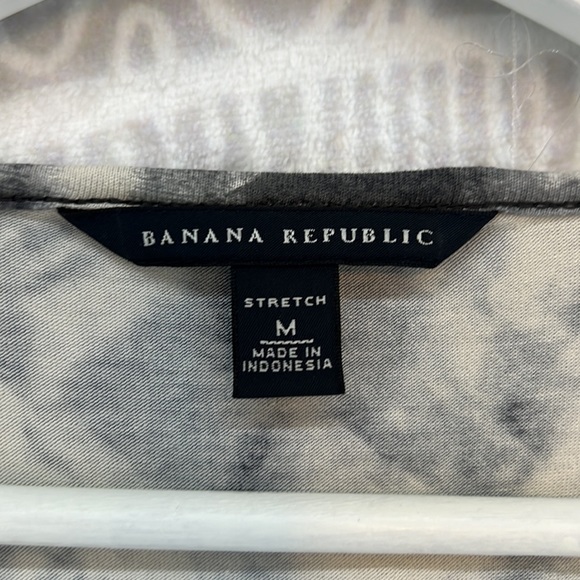 BANANA REPUBLIC
STRETCH
M
MADE IN
INDONESIA